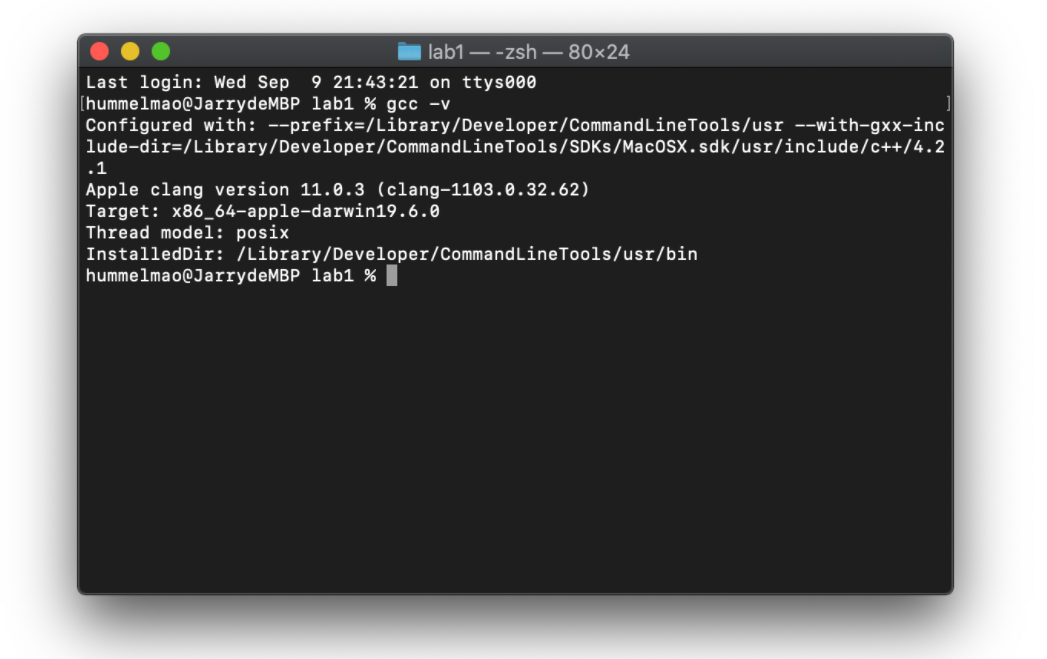 lab1 — -zsh — 80×24
Last login: Wed Sep  9 21:43:21 on ttys000
[hummelmao@JarrydeMBP lab1 % gcc -v ]
Configured with: --prefix=/Library/Developer/CommandLineTools/usr --with-gxx-inc
lude-dir=/Library/Developer/CommandLineTools/SDKs/MacOSX.sdk/usr/include/c++/4.2
.1
Apple clang version 11.0.3 (clang-1103.0.32.62)
Target: x86_64-apple-darwin19.6.0
Thread model: posix
InstalledDir: /Library/Developer/CommandLineTools/usr/bin
hummelmao@JarrydeMBP lab1 %